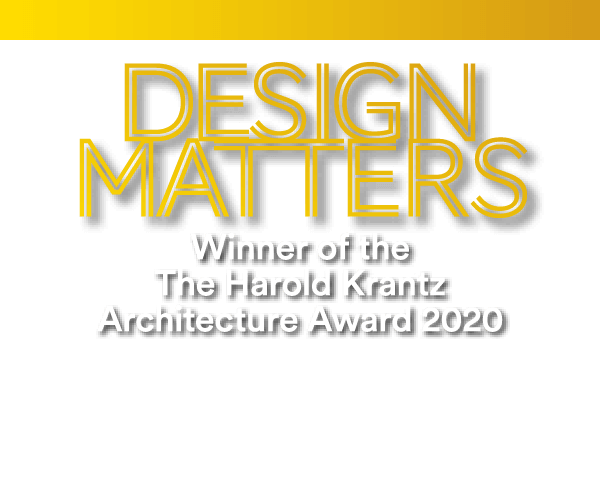 DESIGN
MATTERS
Winner of the
The Harold Krantz
Architecture Award 2020